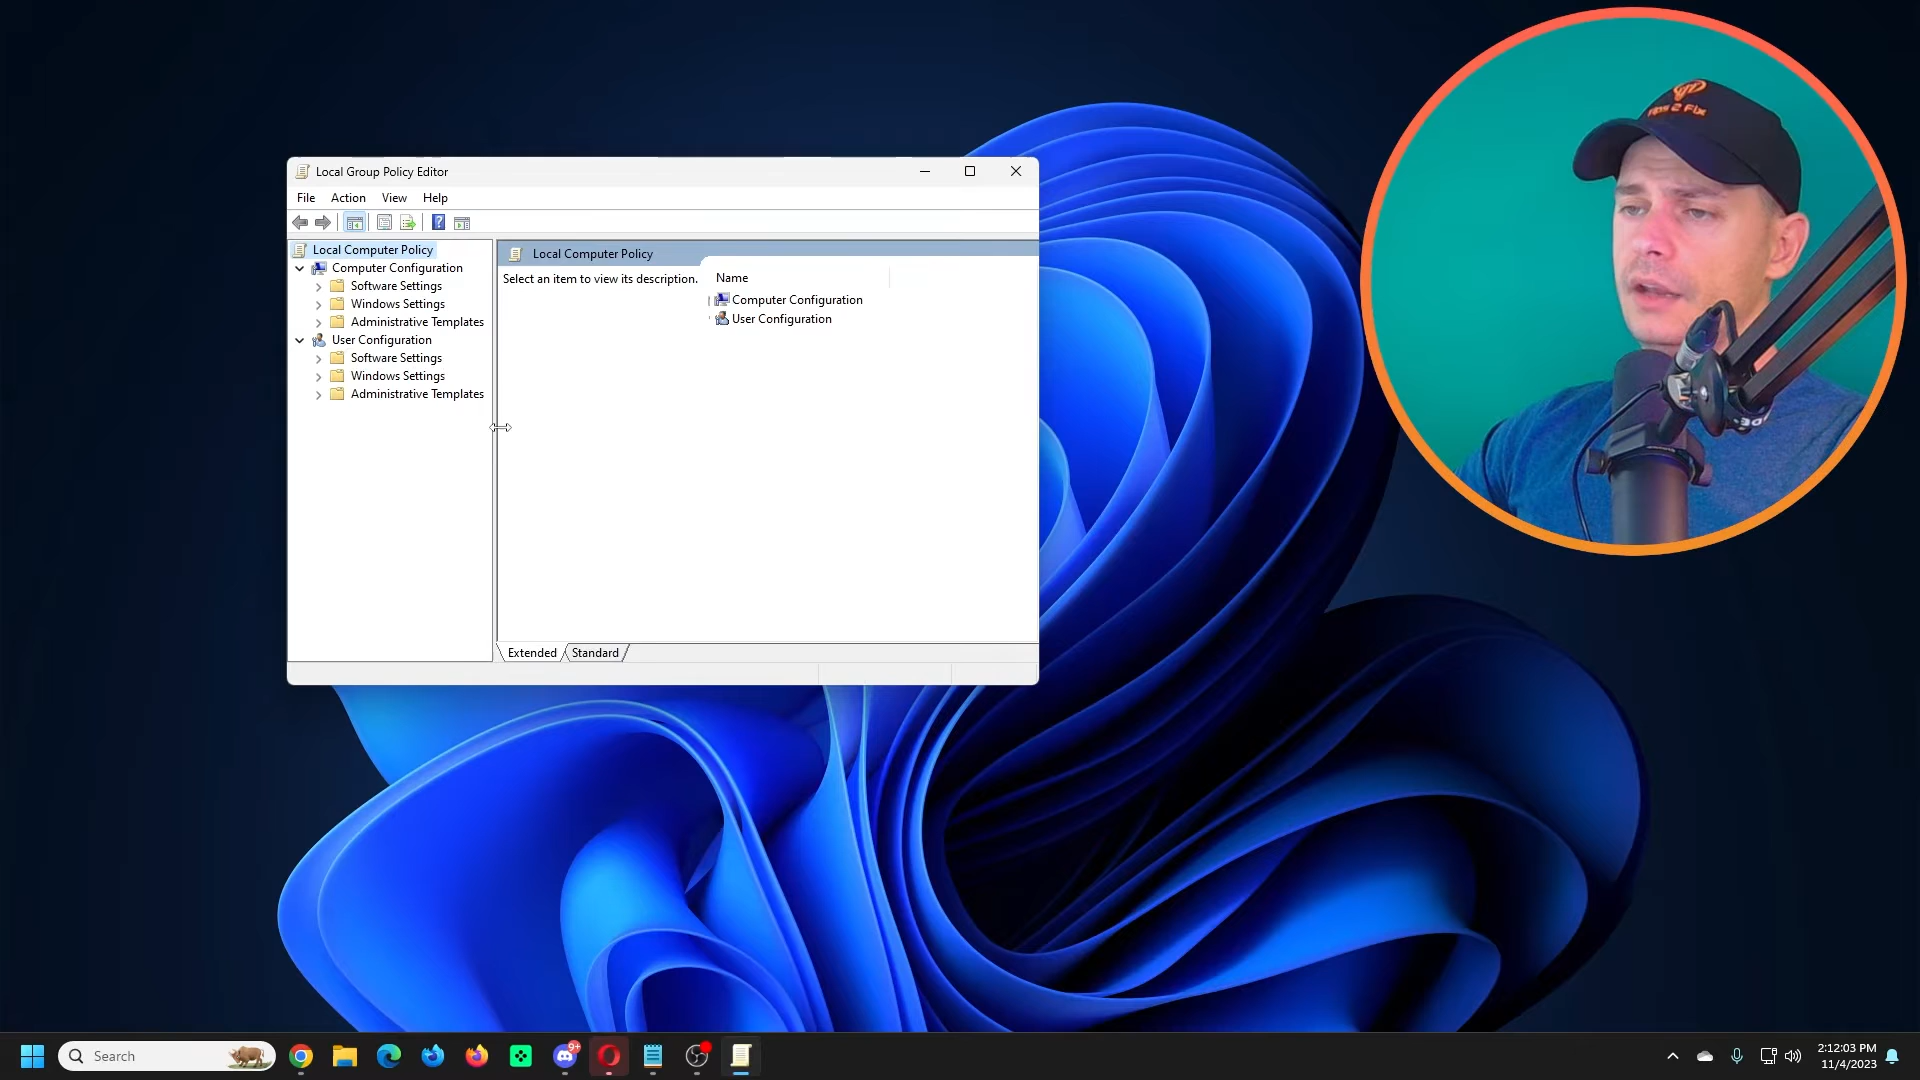 Local Group Policy Editor
File Action View Help
Local Computer Policy
Computer Configuration
Software Settings
Windows Settings
Administrative Templates
User Configuration
Software Settings
Windows Settings
Administrative Templates
Local Computer Policy
Select an item to view its description.
Name
Computer Configuration
User Configuration
Extended Standard
Search
9+
2:12:03 PM
11/4/2023